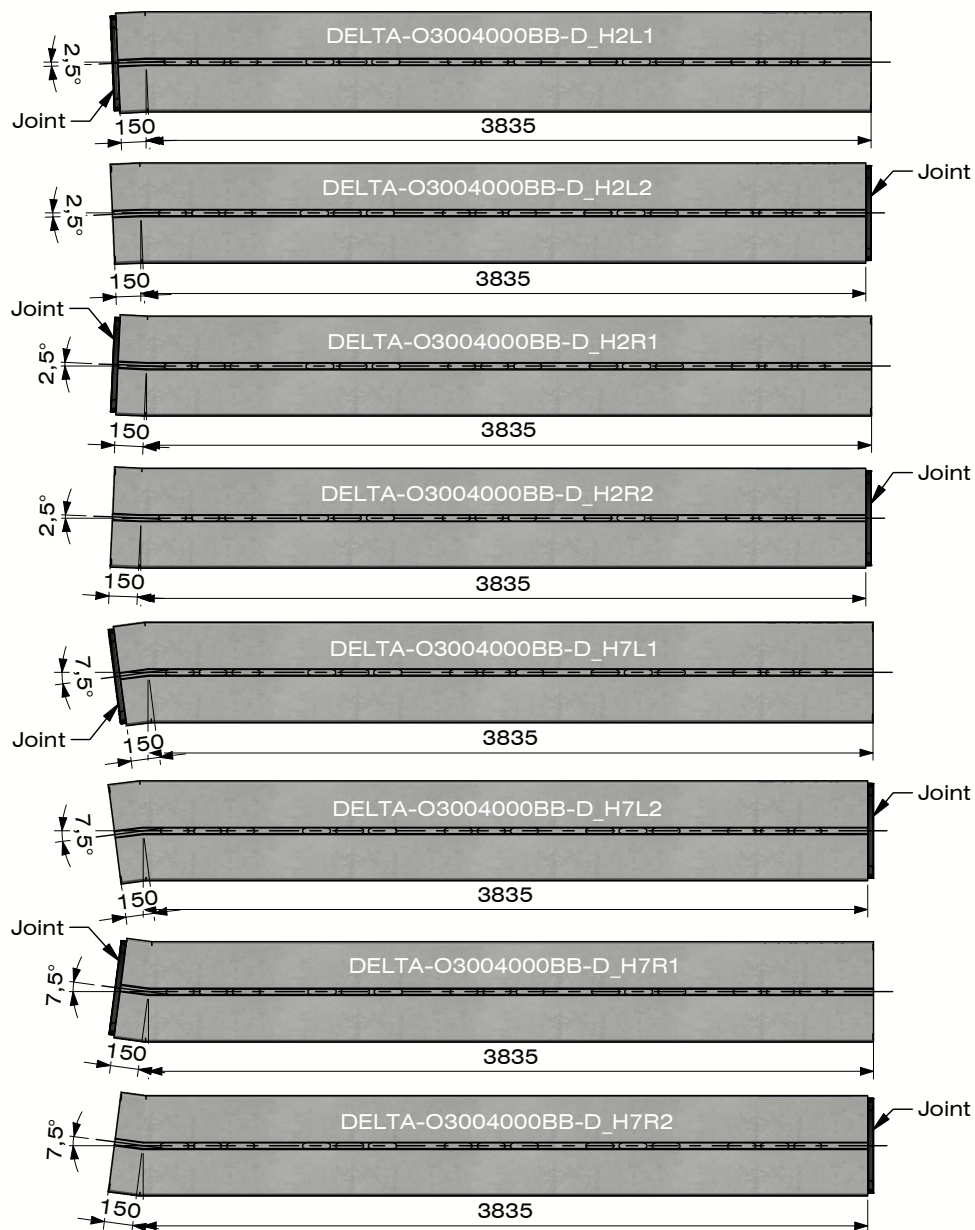 DELTA-O3004000BB-D_H2L1
2,5°
Joint
150
3835
DELTA-O3004000BB-D_H2L2
Joint
2,5°
150
3835
Joint
DELTA-O3004000BB-D_H2R1
2,5°
150
3835
DELTA-O3004000BB-D_H2R2
Joint
2,5°
150
3835
DELTA-O3004000BB-D_H7L1
7,5°
Joint
150
3835
DELTA-O3004000BB-D_H7L2
Joint
7,5°
150
3835
Joint
DELTA-O3004000BB-D_H7R1
7,5°
150
3835
DELTA-O3004000BB-D_H7R2
Joint
7,5°
150
3835